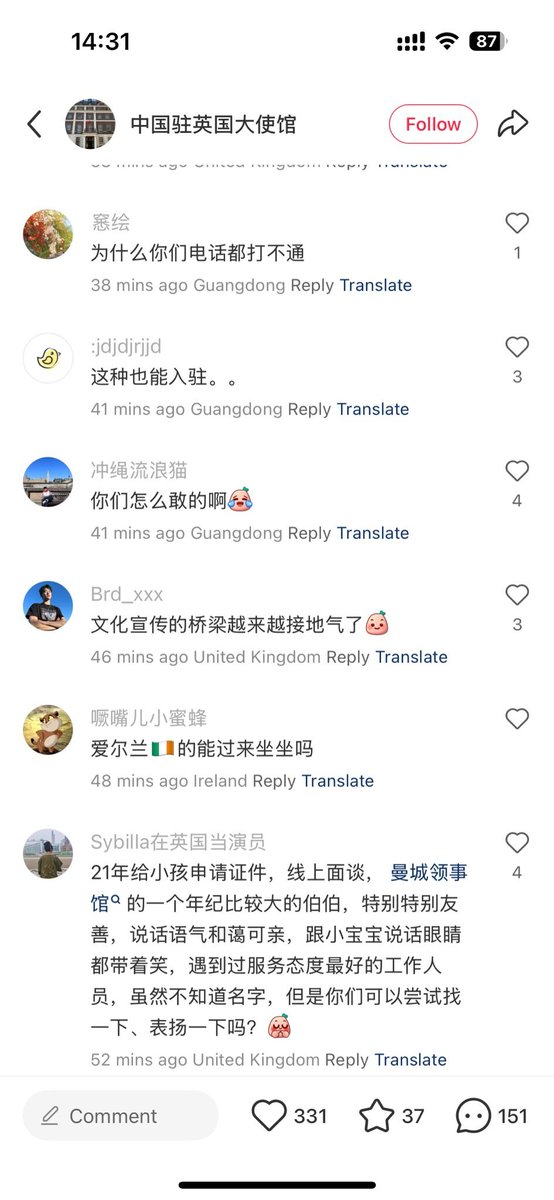 14:31
87
中国驻英国大使馆
Follow
mins ago United Kingdom Reply Translate
窸绘
为什么你们电话都打不通
1
38 mins ago Guangdong Reply Translate
:jdjdjrjjd
这种也能入驻。。
3
41 mins ago Guangdong Reply Translate
冲绳流浪猫
你们怎么敢的啊
4
41 mins ago Guangdong Reply Translate
Brd_xxx
文化宣传的桥梁越来越接地气了
3
46 mins ago United Kingdom Reply Translate
噘嘴儿小蜜蜂
爱尔兰🇮🇪的能过来坐坐吗
48 mins ago Ireland Reply Translate
Sybilla在英国当演员
21年给小孩申请证件，线上面谈， 曼城领事
4
馆 的一个年纪比较大的伯伯，特别特别友
善，说话语气和蔼可亲，跟小宝宝说话眼睛
都带着笑，遇到过服务态度最好的工作人
员，虽然不知道名字，但是你们可以尝试找
一下、表扬一下吗？
52 mins ago United Kingdom Reply Translate
Comment
331
37
151